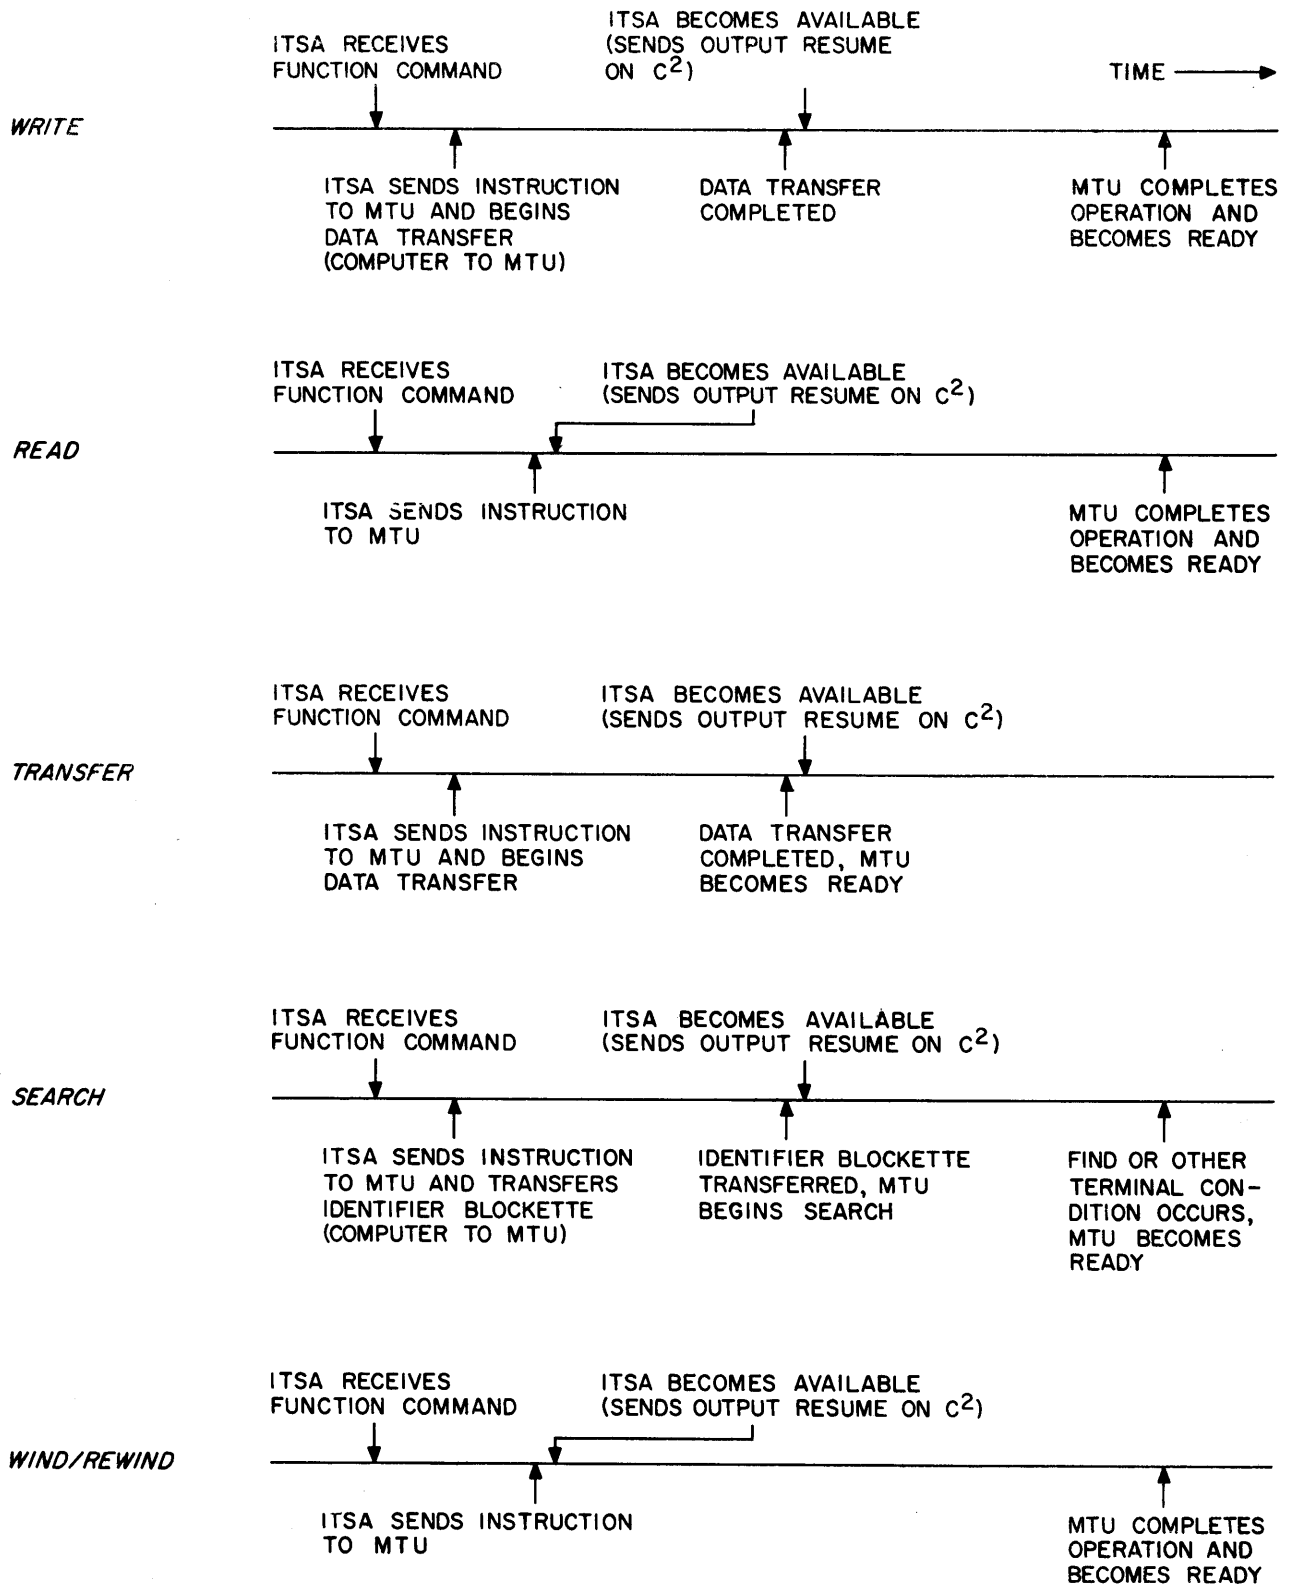 ITSA RECEIVES
FUNCTION COMMAND
ITSA BECOMES AVAILABLE
(SENDS OUTPUT RESUME
ON C²)
TIME
WRITE
ITSA SENDS INSTRUCTION
TO MTU AND BEGINS
DATA TRANSFER
(COMPUTER TO MTU)
DATA TRANSFER
COMPLETED
MTU COMPLETES
OPERATION AND
BECOMES READY
ITSA RECEIVES
FUNCTION COMMAND
ITSA BECOMES AVAILABLE
(SENDS OUTPUT RESUME ON C²)
READ
ITSA SENDS INSTRUCTION
TO MTU
MTU COMPLETES
OPERATION AND
BECOMES READY
ITSA RECEIVES
FUNCTION COMMAND
ITSA BECOMES AVAILABLE
(SENDS OUTPUT RESUME ON C²)
TRANSFER
ITSA SENDS INSTRUCTION
TO MTU AND BEGINS
DATA TRANSFER
DATA TRANSFER
COMPLETED, MTU
BECOMES READY
ITSA RECEIVES
FUNCTION COMMAND
ITSA BECOMES AVAILABLE
(SENDS OUTPUT RESUME ON C²)
SEARCH
ITSA SENDS INSTRUCTION
TO MTU AND TRANSFERS
IDENTIFIER BLOCKETTE
(COMPUTER TO MTU)
IDENTIFIER BLOCKETTE
TRANSFERRED, MTU
BEGINS SEARCH
FIND OR OTHER
TERMINAL CON-
DITION OCCURS,
MTU BECOMES
READY
ITSA RECEIVES
FUNCTION COMMAND
ITSA BECOMES AVAILABLE
(SENDS OUTPUT RESUME ON C²)
WIND/REWIND
ITSA SENDS INSTRUCTION
TO MTU
MTU COMPLETES
OPERATION AND
BECOMES READY